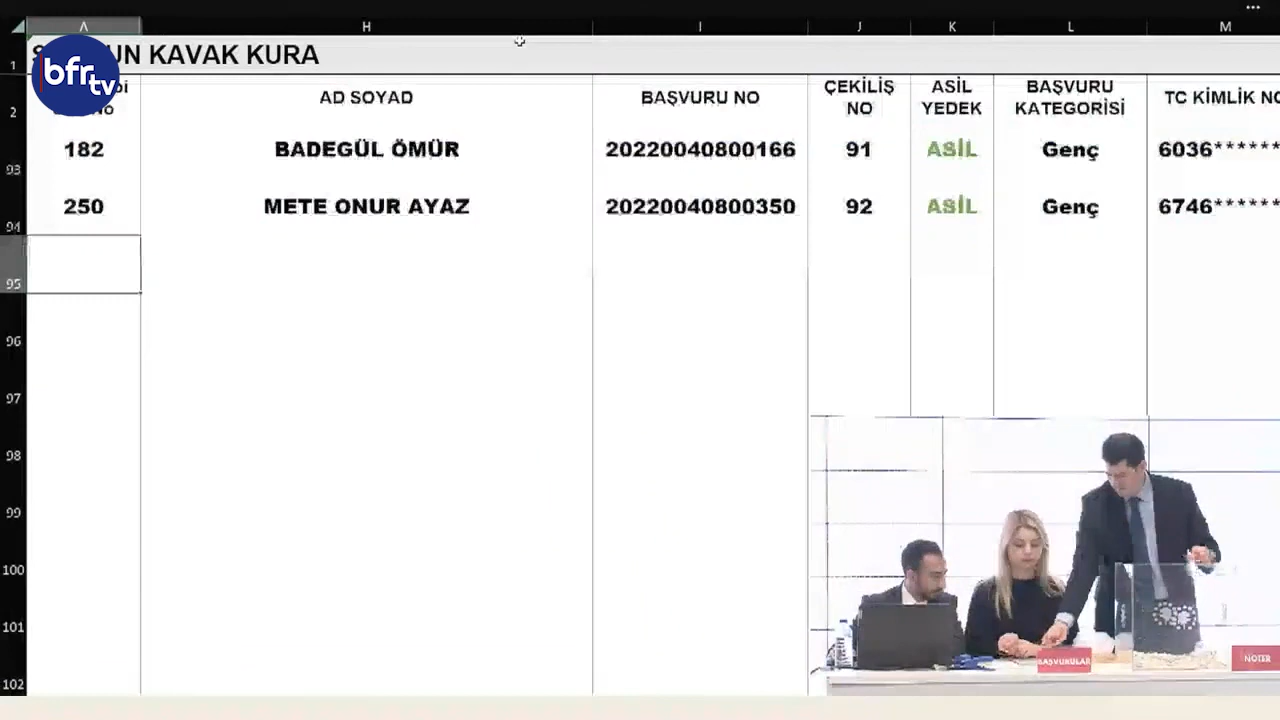 A H I J K L M
1 UN KAVAK KURA
bfr tv
2 NO AD SOYAD BAŞVURU NO ÇEKİLİŞ NO ASİL YEDEK BAŞVURU KATEGORİSİ TC KİMLİK NO
93 182 BADEGÜL ÖMÜR 20220040800166 91 ASİL Genç 6036******
94 250 METE ONUR AYAZ 20220040800350 92 ASİL Genç 6746******
95
96
97
98
99
100
101
102
BAŞVURULAR
NOTER